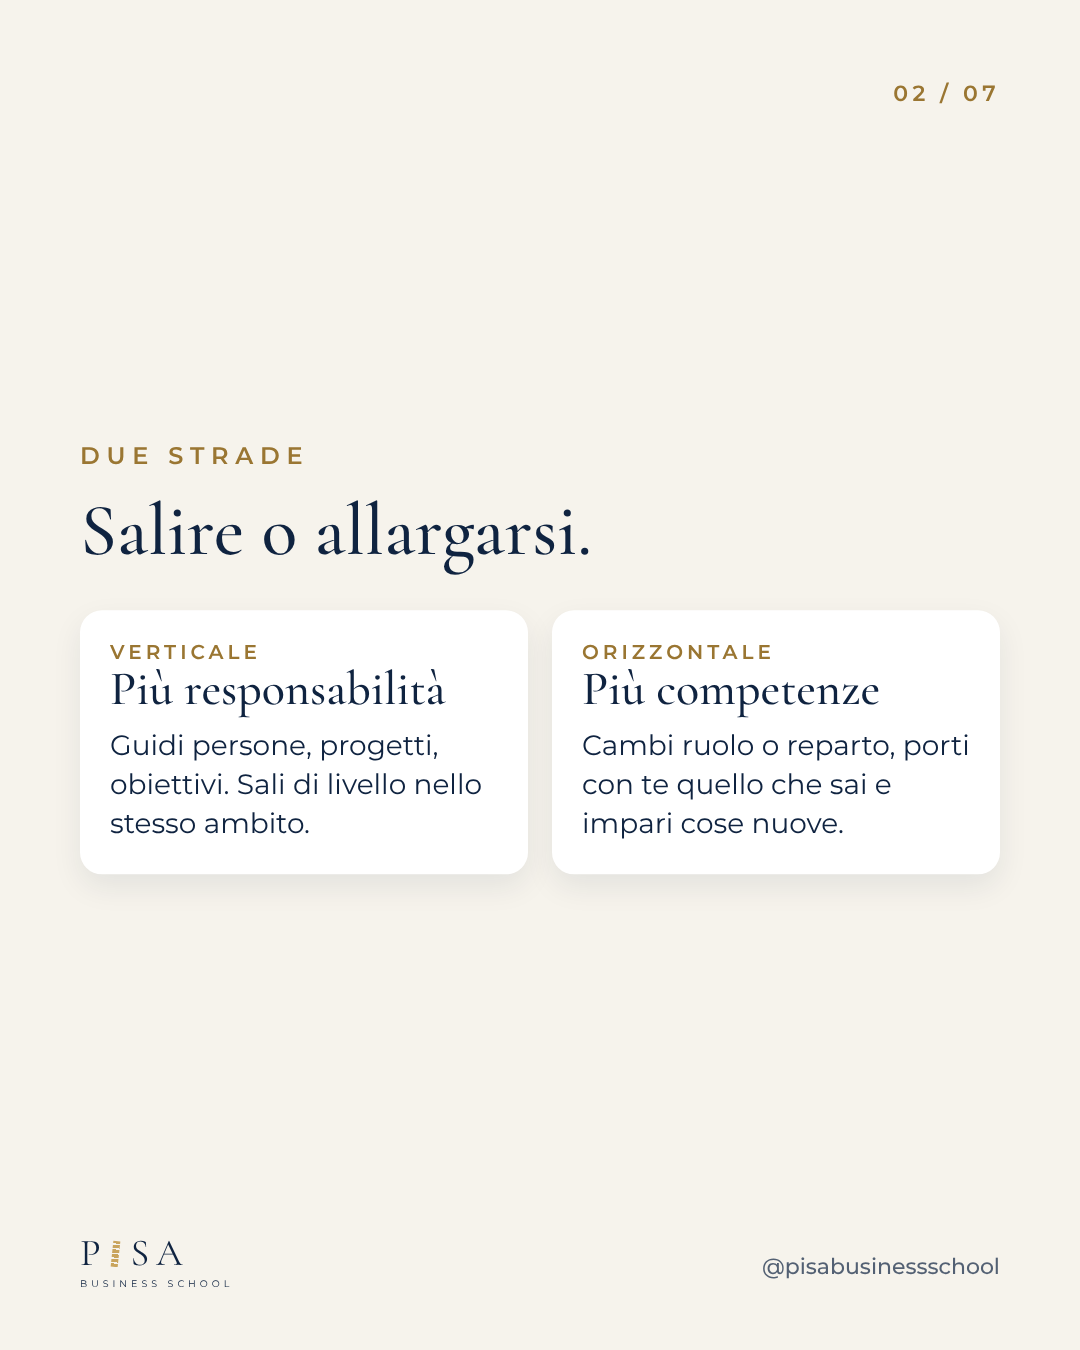 02 / 07
DUE STRADE
Salire o allargarsi.
VERTICALE
Più responsabilità
Guidi persone, progetti,
obiettivi. Sali di livello nello
stesso ambito.
ORIZZONTALE
Più competenze
Cambi ruolo o reparto, porti
con te quello che sai e
impari cose nuove.
PISA
BUSINESS SCHOOL
@pisabusinessschool